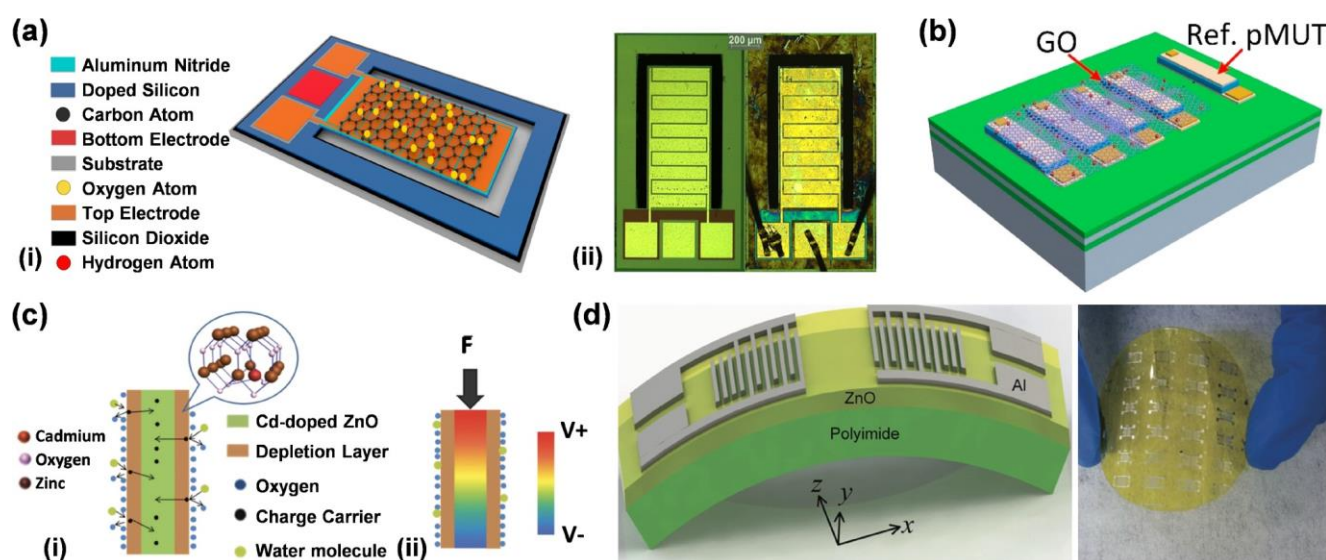 (a)
Aluminum Nitride
Doped Silicon
Carbon Atom
Bottom Electrode
Substrate
Oxygen Atom
Top Electrode
Silicon Dioxide
Hydrogen Atom
(i)
200 μm
(ii)
(b)
GO
Ref. pMUT
(c)
Cadmium
Oxygen
Zinc
Cd-doped ZnO
Depletion Layer
Oxygen
Charge Carrier
Water molecule
(i)
F
V+
V-
(ii)
(d)
Al
ZnO
Polyimide
z
y
x